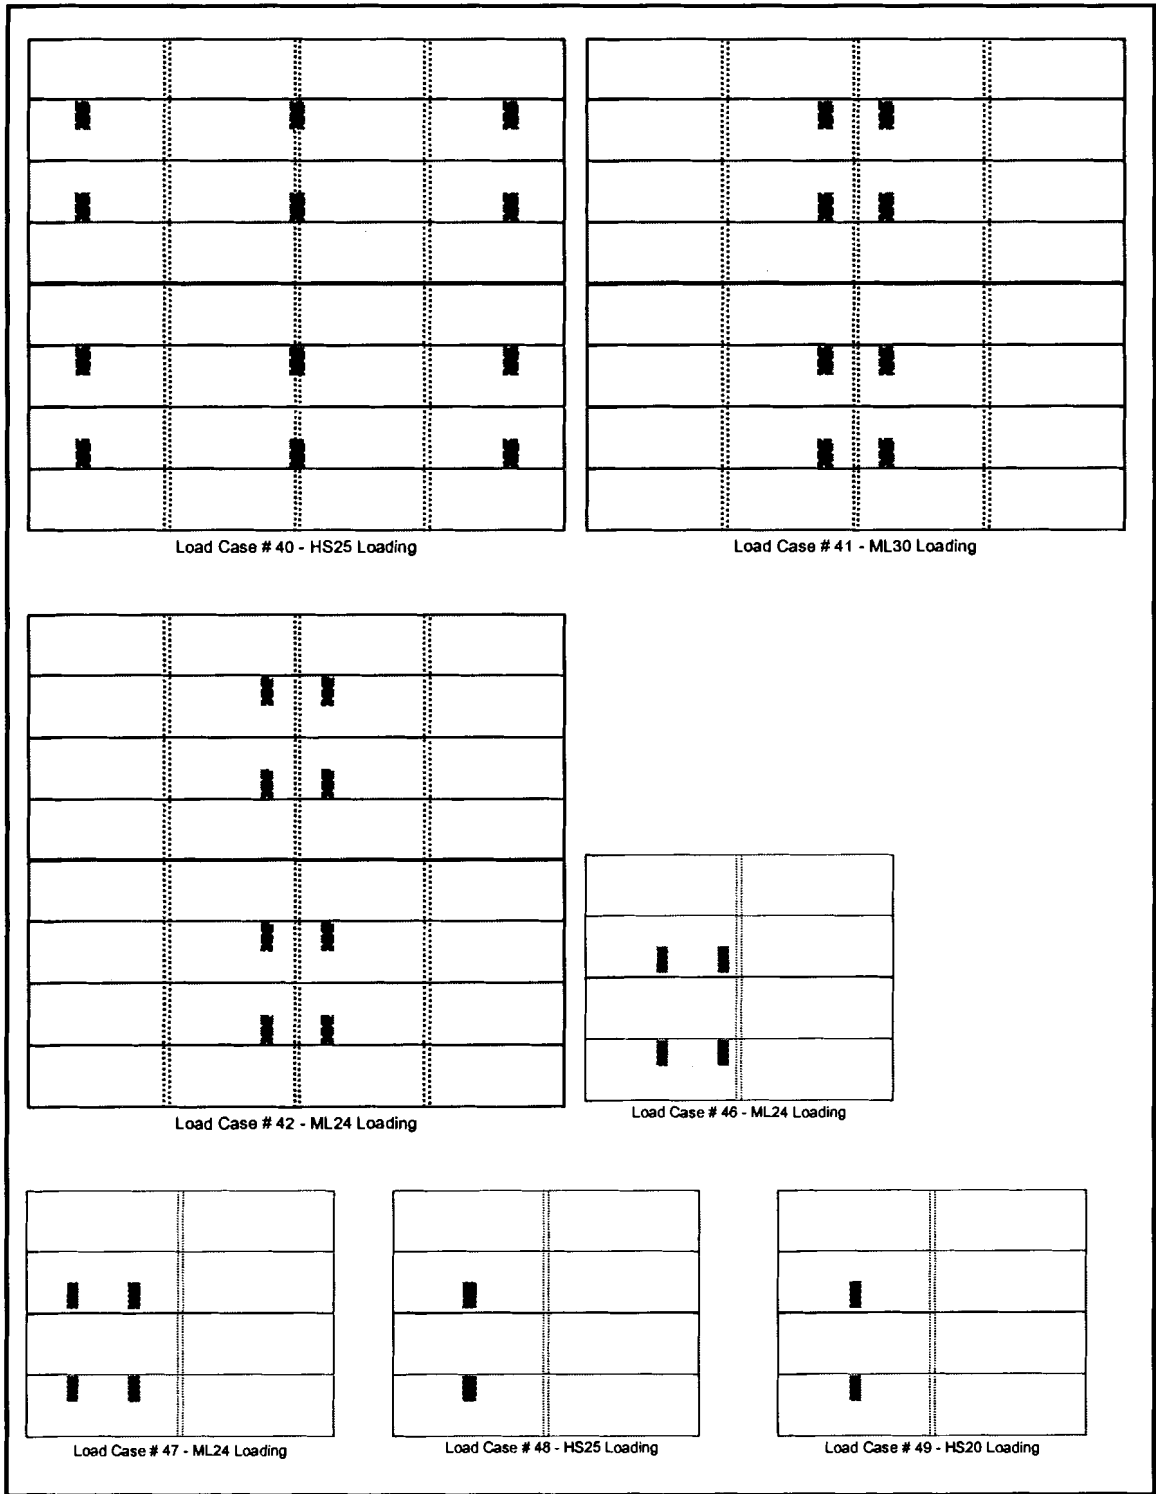 Load Case # 40 - HS25 Loading
Load Case # 41 - ML30 Loading
Load Case # 42 - ML24 Loading
Load Case # 46 - ML24 Loading
Load Case # 47 - ML24 Loading
Load Case # 48 - HS25 Loading
Load Case # 49 - HS20 Loading